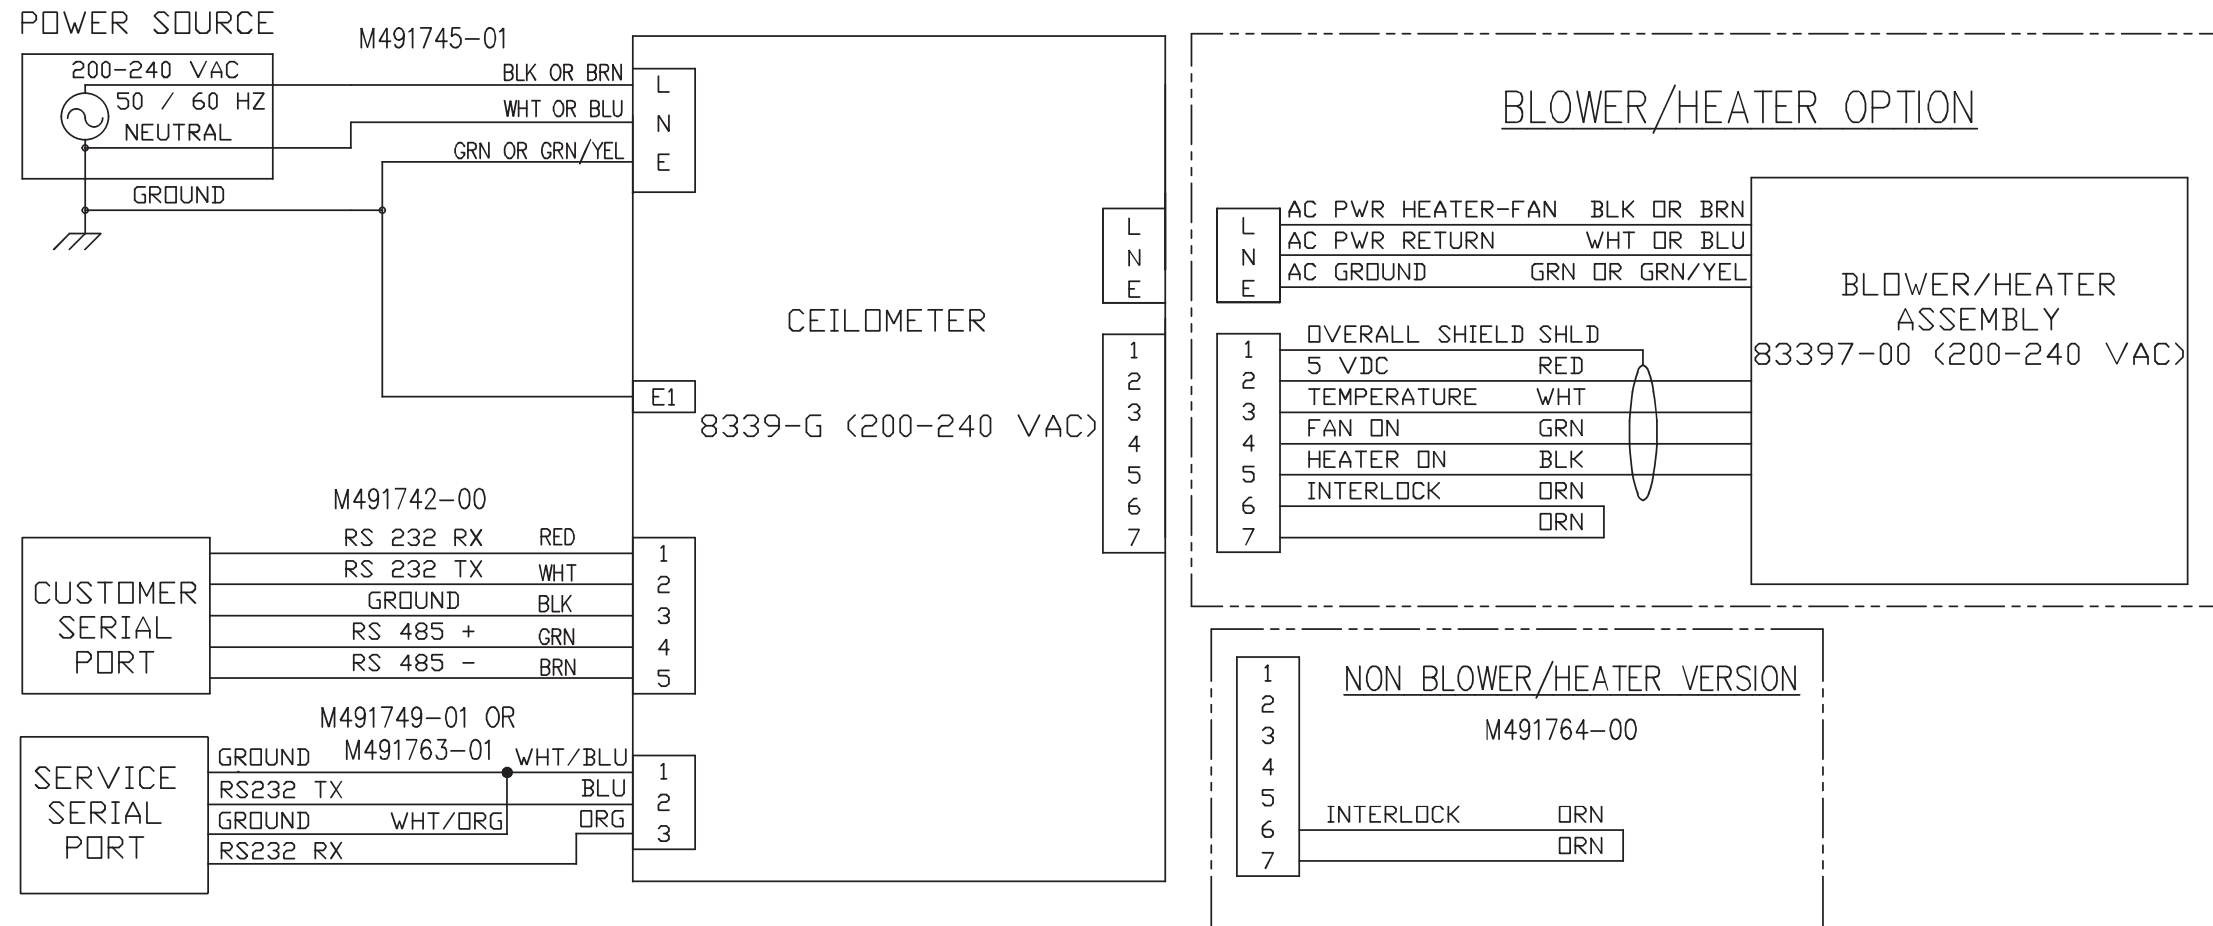 POWER SOURCE
200-240 VAC
50 / 60 HZ
NEUTRAL
GROUND
M491745-01
BLK OR BRN
WHT OR BLU
GRN OR GRN/YEL
L
N
E
E1
CEILOMETER
8339-G (200-240 VAC)
L
N
E
1
2
3
4
5
6
7
M491742-00
CUSTOMER
SERIAL
PORT
RS 232 RX RED
RS 232 TX WHT
GROUND BLK
RS 485 + GRN
RS 485 - BRN
1
2
3
4
5
M491749-01 OR
M491763-01
SERVICE
SERIAL
PORT
GROUND WHT/BLU
RS232 TX BLU
GROUND WHT/ORG ORG
RS232 RX
1
2
3
BLOWER/HEATER OPTION
L
N
E
AC PWR HEATER-FAN BLK OR BRN
AC PWR RETURN WHT OR BLU
AC GROUND GRN OR GRN/YEL
1
2
3
4
5
6
7
OVERALL SHIELD SHLD
5 VDC RED
TEMPERATURE WHT
FAN ON GRN
HEATER ON BLK
INTERLOCK ORN
ORN
BLOWER/HEATER
ASSEMBLY
83397-00 (200-240 VAC)
NON BLOWER/HEATER VERSION
M491764-00
1
2
3
4
5
6
7
INTERLOCK ORN
ORN